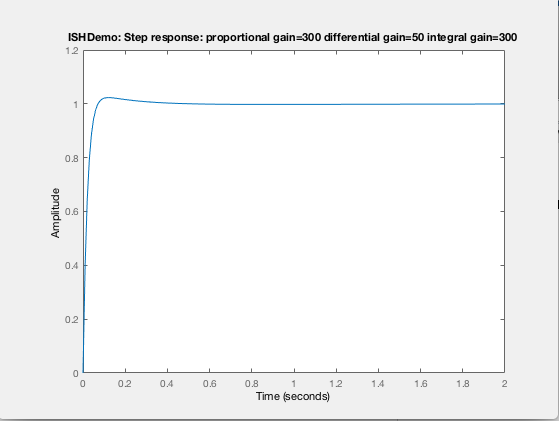 ISHDemo: Step response: proportional gain=300 differential gain=50 integral gain=300
1.2
1
0.8
0.6
0.4
0.2
0
Amplitude
0 0.2 0.4 0.6 0.8 1 1.2 1.4 1.6 1.8 2
Time (seconds)